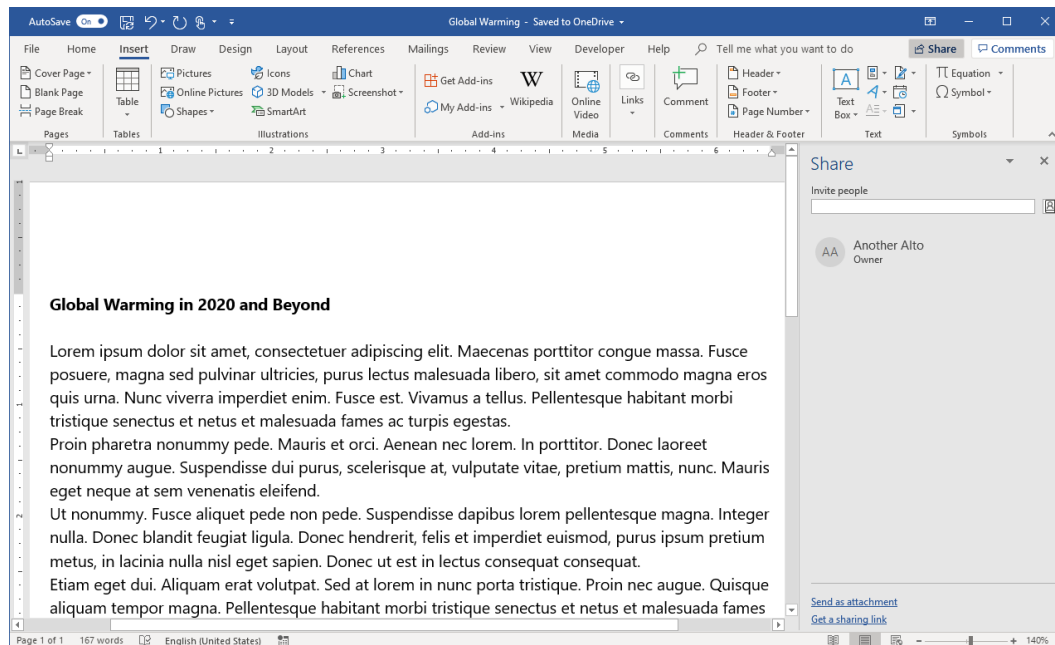 AutoSave On Global Warming - Saved to OneDrive
File Home Insert Draw Design Layout References Mailings Review View Developer Help Tell me what you want to do Share Comments
Cover Page
Blank Page
Page Break
Pages
Table
Tables
Pictures
Online Pictures
Shapes
Icons
3D Models
SmartArt
Chart
Screenshot
Illustrations
Get Add-ins
My Add-ins
W
Wikipedia
Add-ins
Online
Video
Media
Links
Comment
Comments
Header
Footer
Page Number
Header & Footer
A
Text
Box
Text
Equation
Symbol
Symbols
1 2 3 4 5 6
Share
Invite people
AA
Another Alto
Owner
Global Warming in 2020 and Beyond
Lorem ipsum dolor sit amet, consectetuer adipiscing elit. Maecenas porttitor congue massa. Fusce
posuere, magna sed pulvinar ultricies, purus lectus malesuada libero, sit amet commodo magna eros
quis urna. Nunc viverra imperdiet enim. Fusce est. Vivamus a tellus. Pellentesque habitant morbi
tristique senectus et netus et malesuada fames ac turpis egestas.
Proin pharetra nonummy pede. Mauris et orci. Aenean nec lorem. In porttitor. Donec laoreet
nonummy augue. Suspendisse dui purus, scelerisque at, vulputate vitae, pretium mattis, nunc. Mauris
eget neque at sem venenatis eleifend.
Ut nonummy. Fusce aliquet pede non pede. Suspendisse dapibus lorem pellentesque magna. Integer
nulla. Donec blandit feugiat ligula. Donec hendrerit, felis et imperdiet euismod, purus ipsum pretium
metus, in lacinia nulla nisl eget sapien. Donec ut est in lectus consequat consequat.
Etiam eget dui. Aliquam erat volutpat. Sed at lorem in nunc porta tristique. Proin nec augue. Quisque
aliquam tempor magna. Pellentesque habitant morbi tristique senectus et netus et malesuada fames
Send as attachment
Get a sharing link
Page 1 of 1 167 words English (United States) 140%